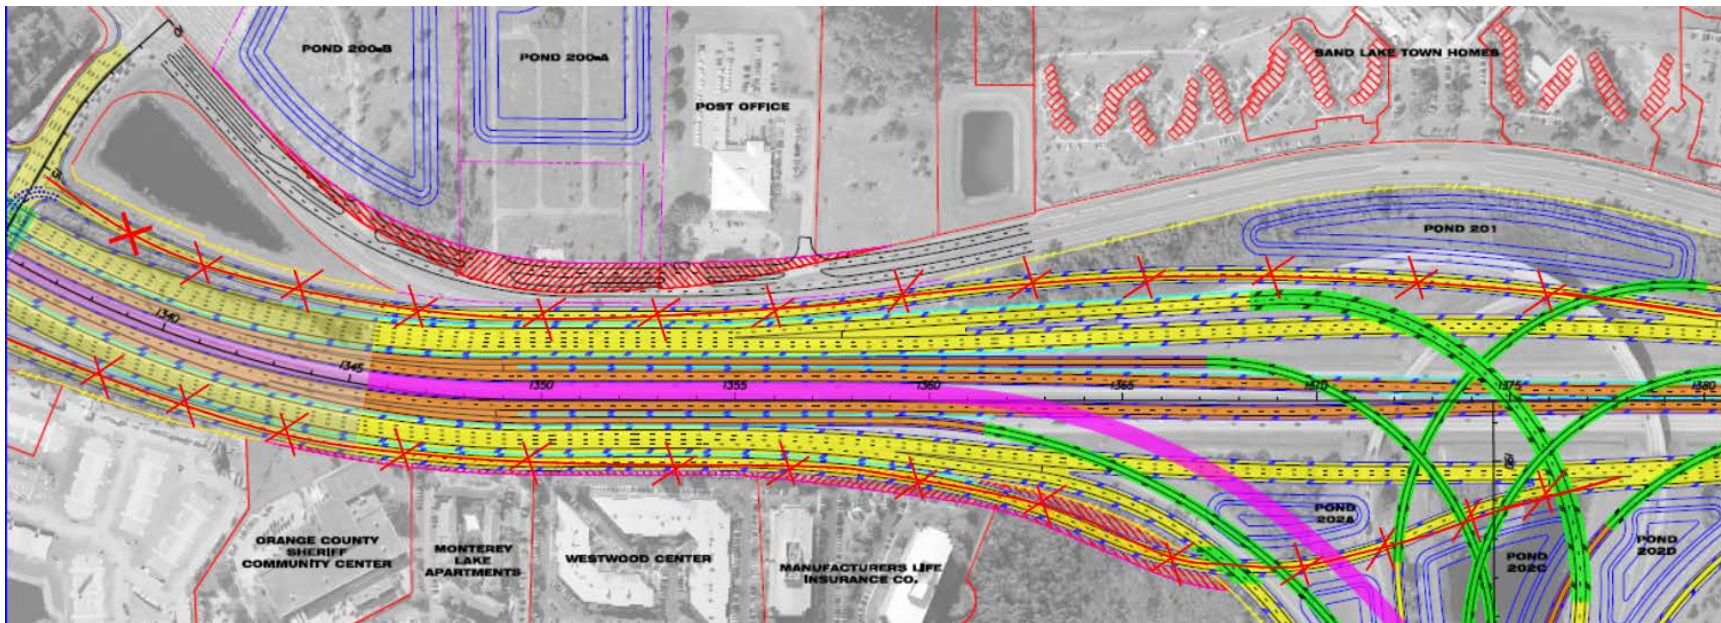 POND 200-B
POND 200-A
SAND LAKE TOWN HOMES
POST OFFICE
POND 201
1340
1345
1350
1355
1360
1365
1370
1375
1380
POND
202A
POND
202C
POND
202D
ORANGE COUNTY
SHERIFF
COMMUNITY CENTER
MONTEREY
LAKE
APARTMENTS
WESTWOOD CENTER
MANUFACTURERS LIFE
INSURANCE CO.